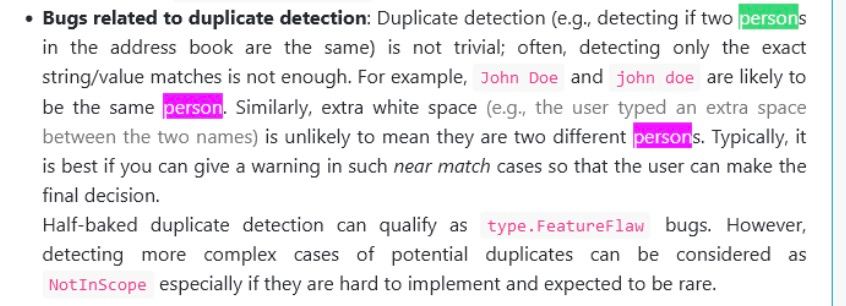 • Bugs related to duplicate detection: Duplicate detection (e.g., detecting if two persons
in the address book are the same) is not trivial; often, detecting only the exact
string/value matches is not enough. For example, John Doe and john doe are likely to
be the same person. Similarly, extra white space (e.g., the user typed an extra space
between the two names) is unlikely to mean they are two different persons. Typically, it
is best if you can give a warning in such near match cases so that the user can make the
final decision.
Half-baked duplicate detection can qualify as type.FeatureFlaw bugs. However,
detecting more complex cases of potential duplicates can be considered as
NotInScope especially if they are hard to implement and expected to be rare.